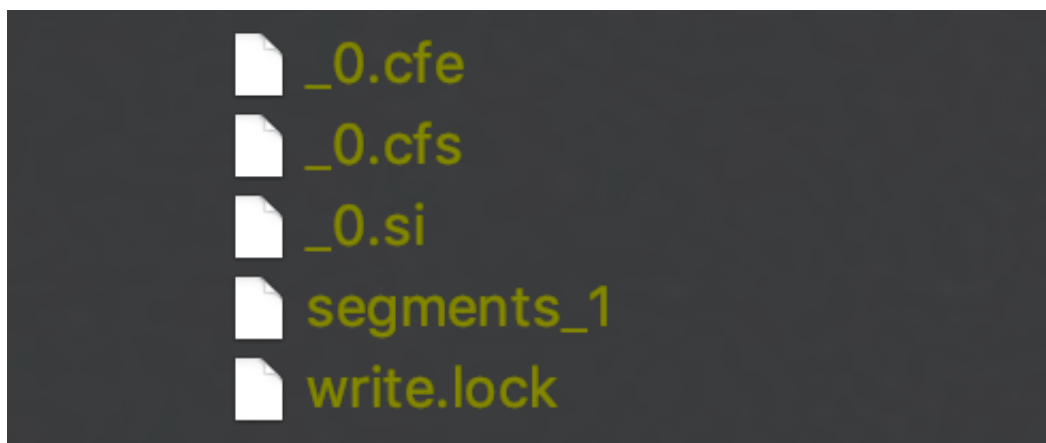 _0.cfe
_0.cfs
_0.si
segments_1
write.lock